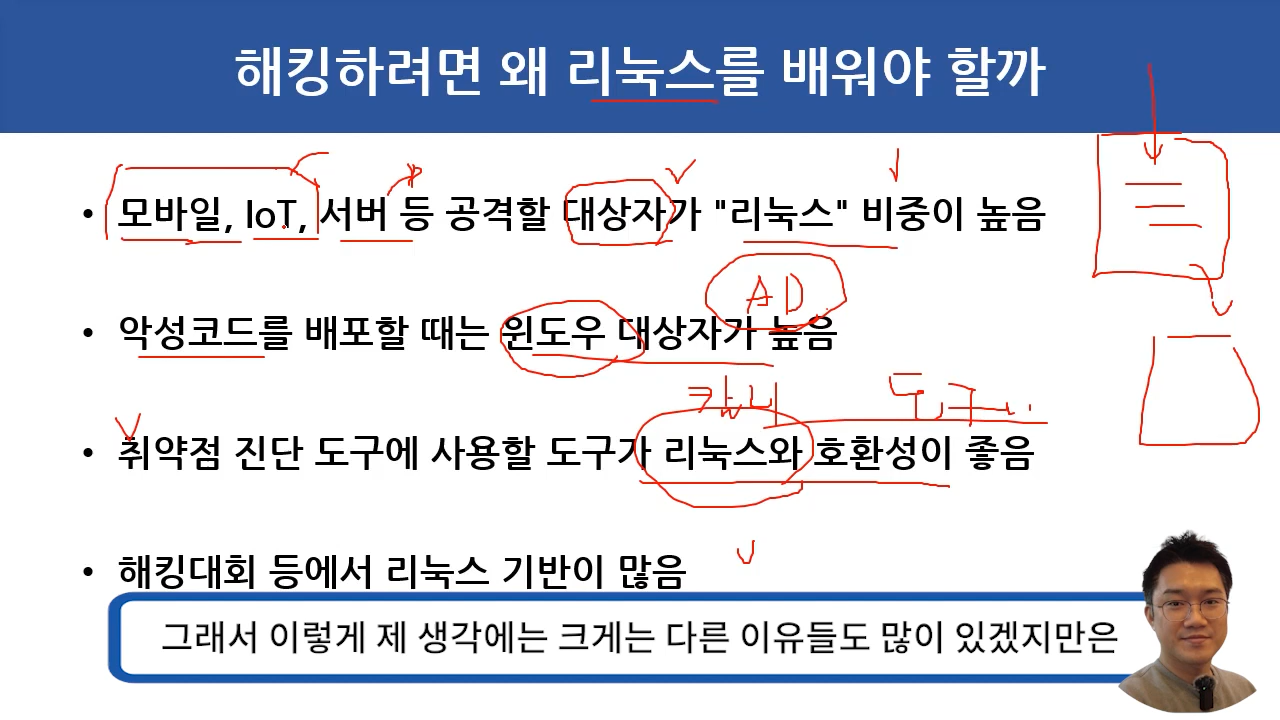 해킹하려면 왜 리눅스를 배워야 할까
• 모바일, IoT, 서버 등 공격할 대상자가 "리눅스" 비중이 높음
AD
• 악성코드를 배포할 때는 윈도우 대상자가 높음
칼리 도구..
• 취약점 진단 도구에 사용할 도구가 리눅스와 호환성이 좋음
• 해킹대회 등에서 리눅스 기반이 많음
그래서 이렇게 제 생각에는 크게는 다른 이유들도 많이 있겠지만은